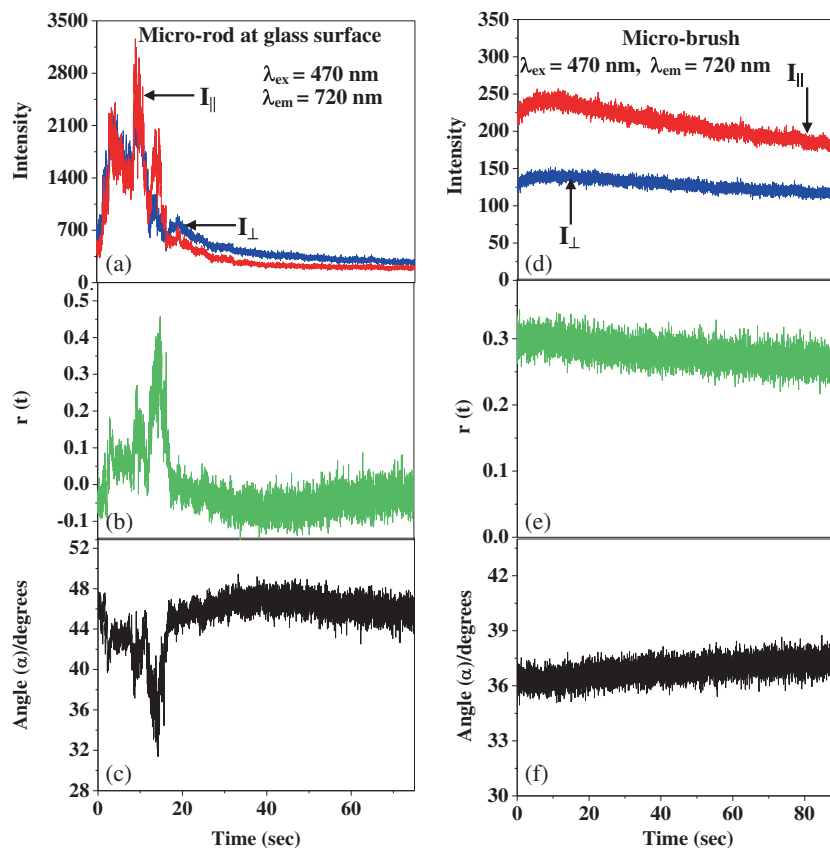 3500
2800
2100
1400
700
0
Intensity
Micro-rod at glass surface
λex = 470 nm
λem = 720 nm
I||
I⊥
(a)
0.5
0.4
0.3
0.2
0.1
0.0
-0.1
r (t)
(b)
52
48
44
40
36
32
28
Angle (α)/degrees
(c)
0 20 40 60
Time (sec)
350
300
250
200
150
100
50
0
Intensity
Micro-brush
λex = 470 nm, λem = 720 nm
I||
I⊥
(d)
0.3
0.2
0.1
0.0
r (t)
(e)
42
39
36
33
30
Angle (α)/degrees
(f)
0 20 40 60 80
Time (sec)